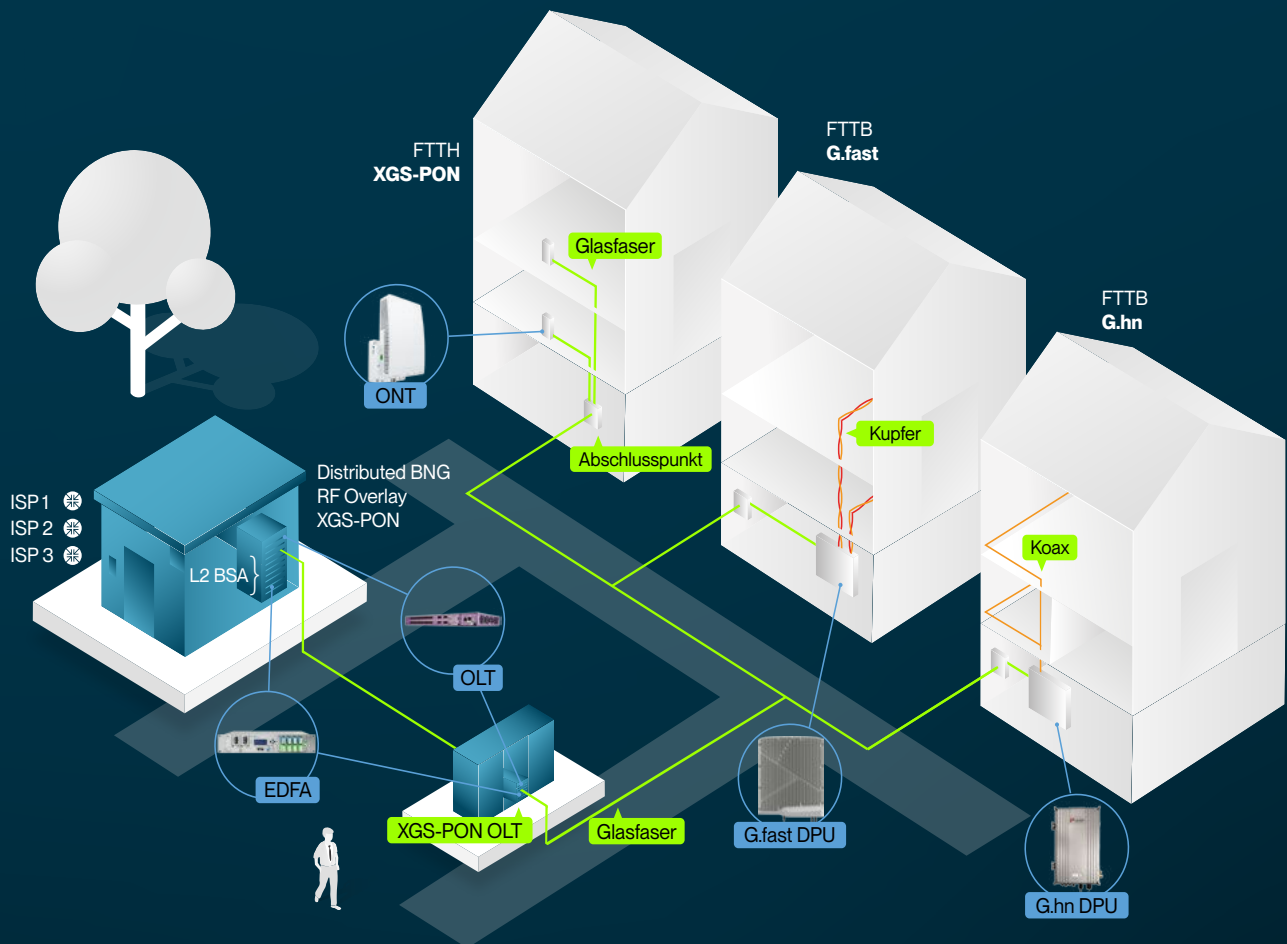 FTTH
XGS-PON
FTTB
G.fast
FTTB
G.hn
Glasfaser
ONT
Abschlusspunkt
Kupfer
Koax
Distributed BNG
RF Overlay
XGS-PON
ISP 1
ISP 2
ISP 3
L2 BSA
OLT
EDFA
XGS-PON OLT
Glasfaser
G.fast DPU
G.hn DPU